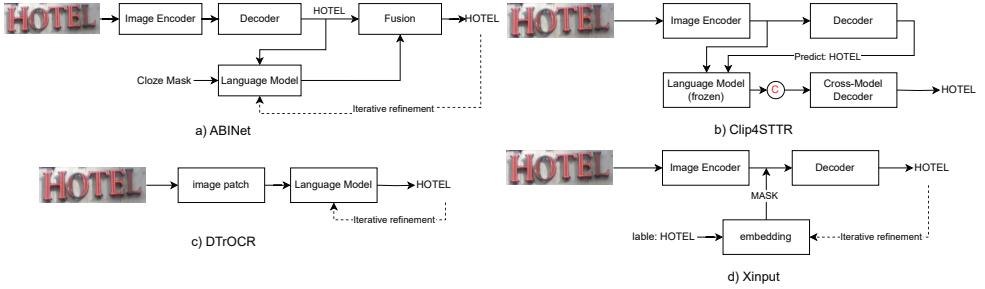 HOTEL
Image Encoder
Decoder
HOTEL
Fusion
HOTEL
Cloze Mask
Language Model
Iterative refinement
a) ABINet
HOTEL
Image Encoder
Decoder
Predict: HOTEL
Language Model
(frozen)
C
Cross-Model
Decoder
HOTEL
b) Clip4STTR
HOTEL
image patch
Language Model
HOTEL
Iterative refinement
c) DTrOCR
HOTEL
Image Encoder
Decoder
HOTEL
MASK
lable: HOTEL
embedding
Iterative refinement
d) Xinput